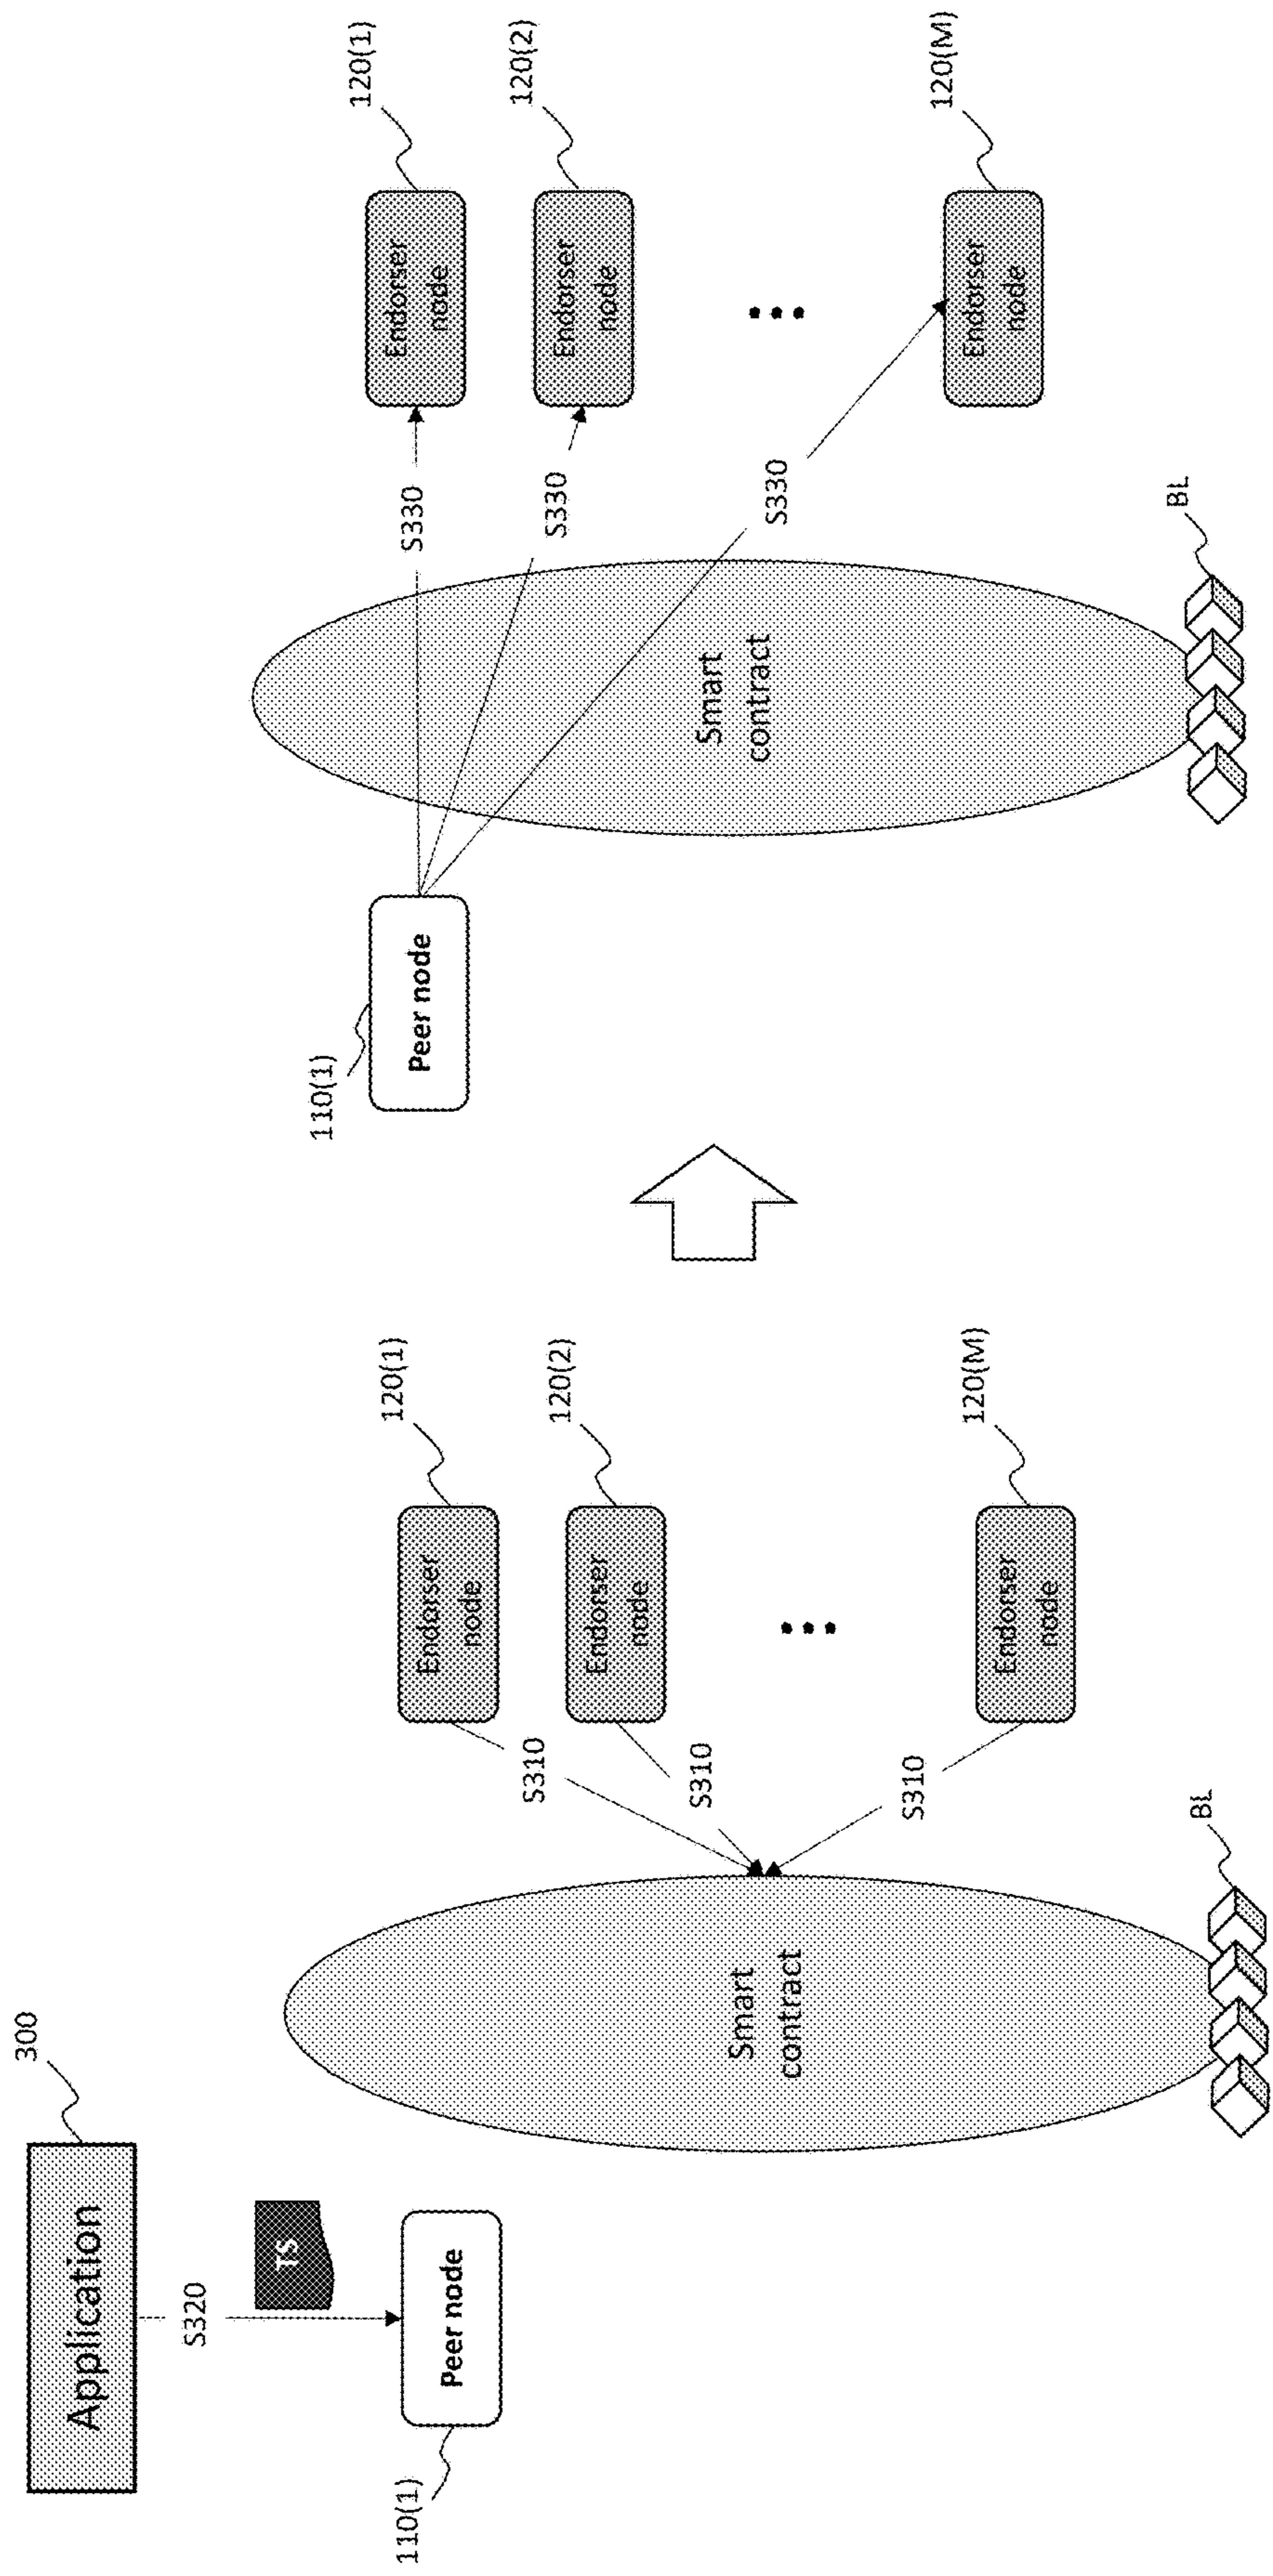 300
Application
S320
TS
110(1)
Peer node
Smart
contract
BL
S310
S310
S310
Endorser
node
120(1)
Endorser
node
120(2)
Endorser
node
120(M)
110(1)
Peer node
Smart
contract
BL
S330
S330
S330
Endorser
node
120(1)
Endorser
node
120(2)
Endorser
node
120(M)